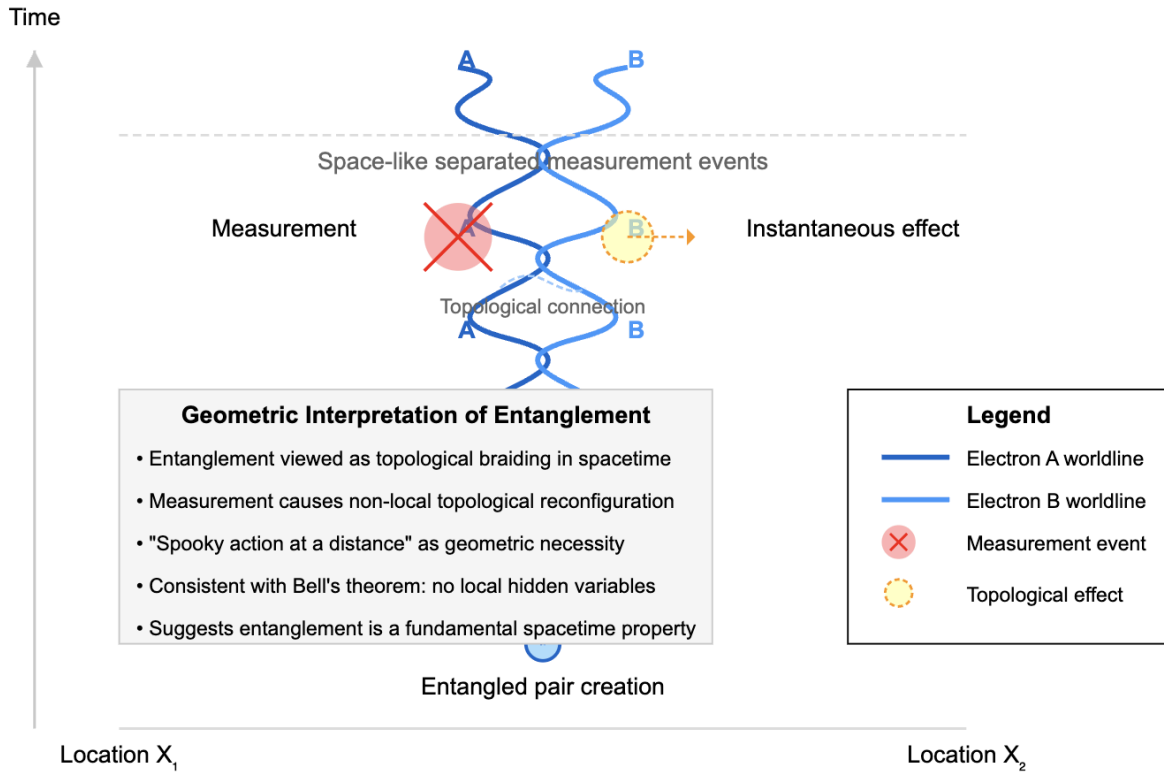 Time
A
B
Space-like separated measurement events
Measurement
A
B
Instantaneous effect
Topological connection
A
B
Geometric Interpretation of Entanglement
• Entanglement viewed as topological braiding in spacetime
• Measurement causes non-local topological reconfiguration
• "Spooky action at a distance" as geometric necessity
• Consistent with Bell's theorem: no local hidden variables
• Suggests entanglement is a fundamental spacetime property
Legend
Electron A worldline
Electron B worldline
Measurement event
Topological effect
Entangled pair creation
Location X₁
Location X₂